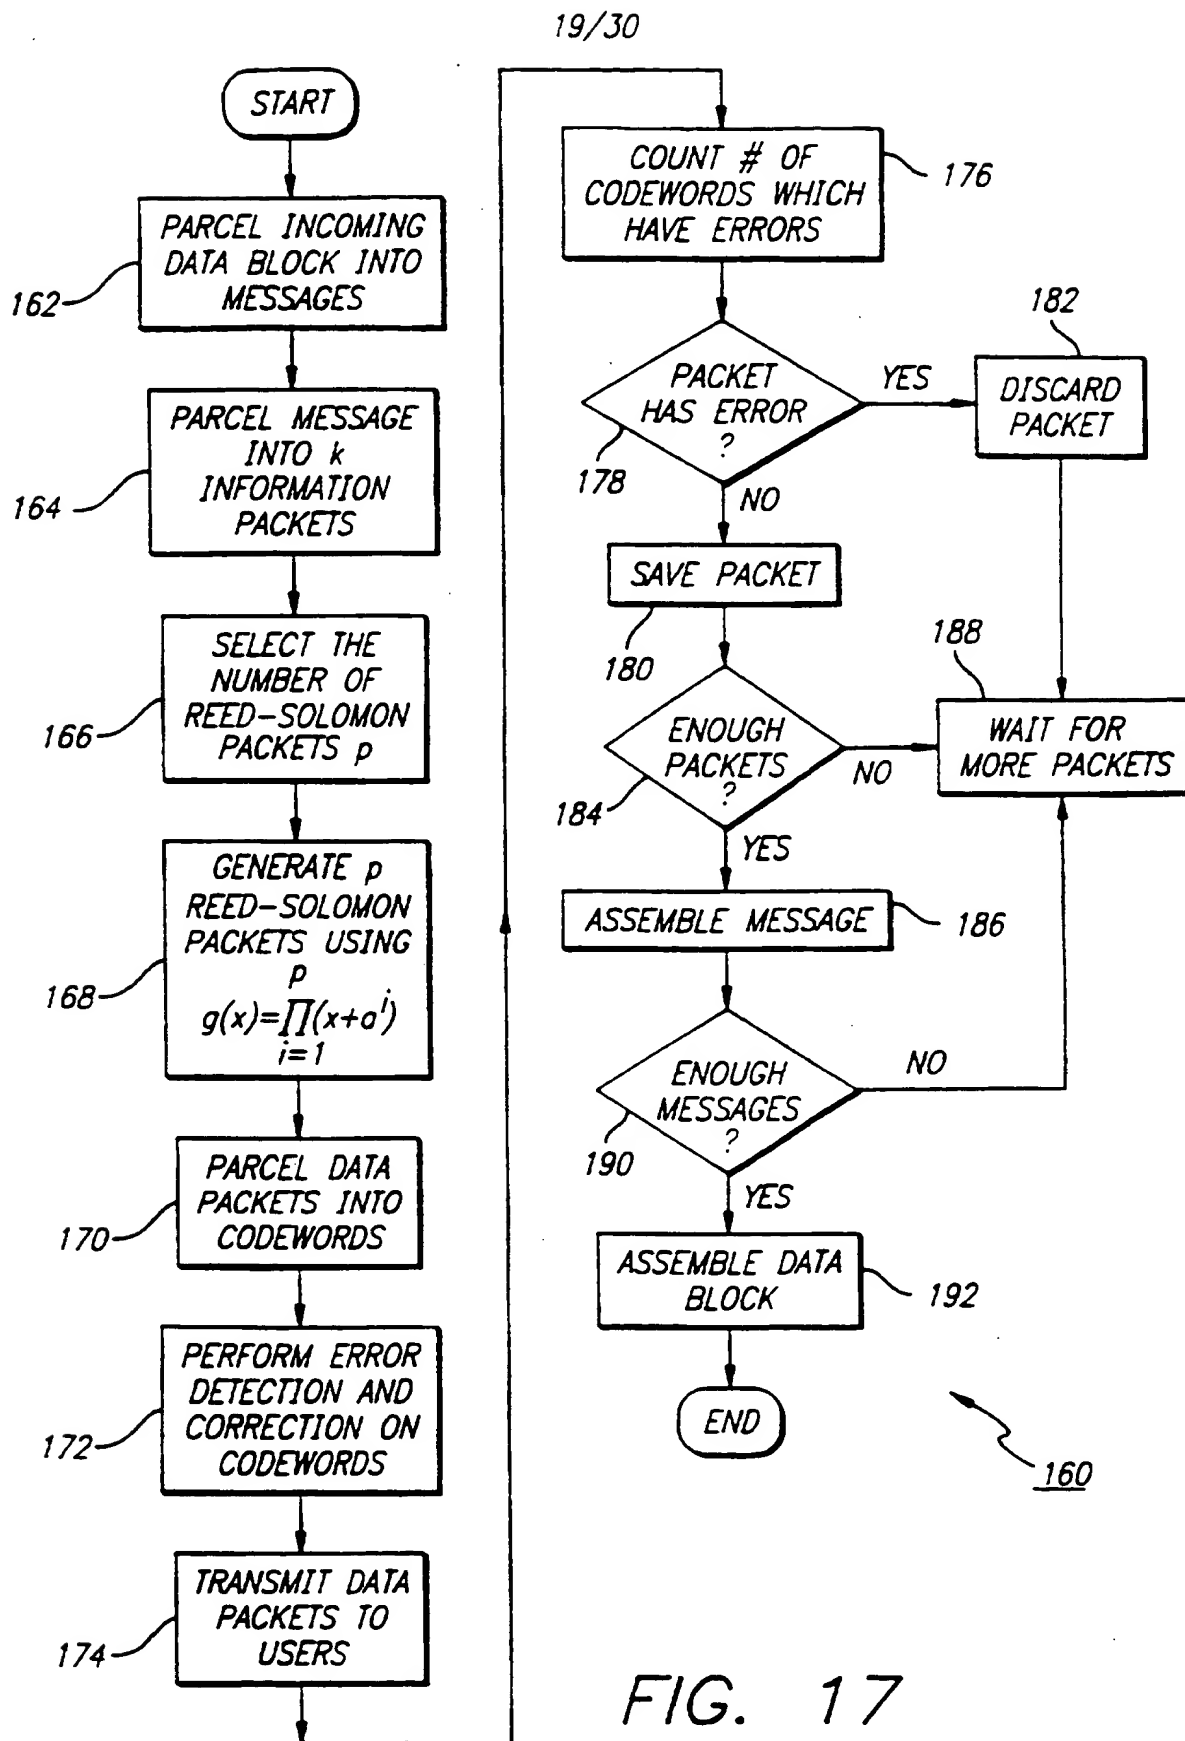 19/30
START
PARCEL INCOMING
DATA BLOCK INTO
MESSAGES
162
PARCEL MESSAGE
INTO k
INFORMATION
PACKETS
164
SELECT THE
NUMBER OF
REED-SOLOMON
PACKETS p
166
GENERATE p
REED-SOLOMON
PACKETS USING
p
g(x)=∏(x+a^i)
i=1
168
PARCEL DATA
PACKETS INTO
CODEWORDS
170
PERFORM ERROR
DETECTION AND
CORRECTION ON
CODEWORDS
172
TRANSMIT DATA
PACKETS TO
USERS
174
COUNT # OF
CODEWORDS WHICH
HAVE ERRORS
176
PACKET
HAS ERROR
?
178
YES
182
DISCARD
PACKET
NO
SAVE PACKET
180
ENOUGH
PACKETS
?
184
NO
188
WAIT FOR
MORE PACKETS
YES
ASSEMBLE MESSAGE
186
ENOUGH
MESSAGES
?
190
NO
YES
ASSEMBLE DATA
BLOCK
192
END
160
FIG. 17